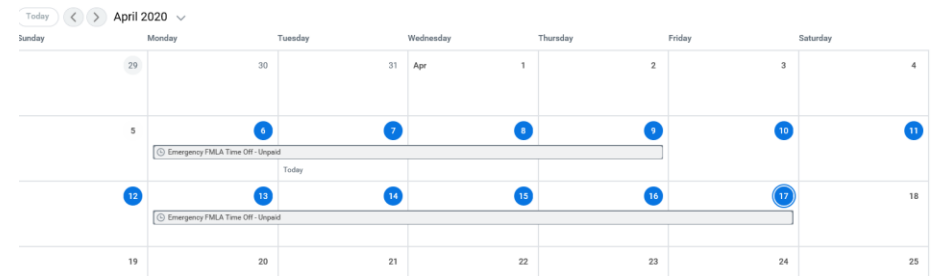 Today April 2020
Sunday Monday Tuesday Wednesday Thursday Friday Saturday
29 30 31 Apr 1 2 3 4
5 6 7 8 9 10 11
Emergency FMLA Time Off - Unpaid
Today
12 13 14 15 16 17 18
Emergency FMLA Time Off - Unpaid
19 20 21 22 23 24 25